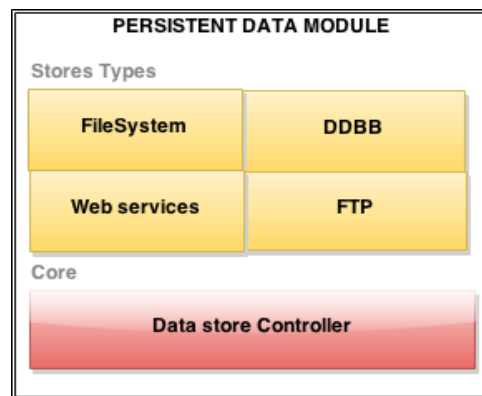 PERSISTENT DATA MODULE
Stores Types
FileSystem
DDBB
Web services
FTP
Core
Data store Controller